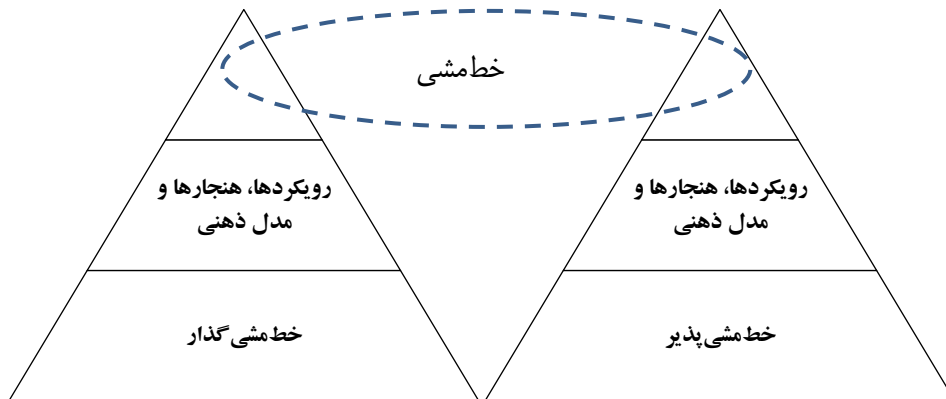 خط‌مشی
رویکردها، هنجارها و
مدل ذهنی
رویکردها، هنجارها و
مدل ذهنی
خط‌مشی‌پذیر
خط‌مشی‌گذار